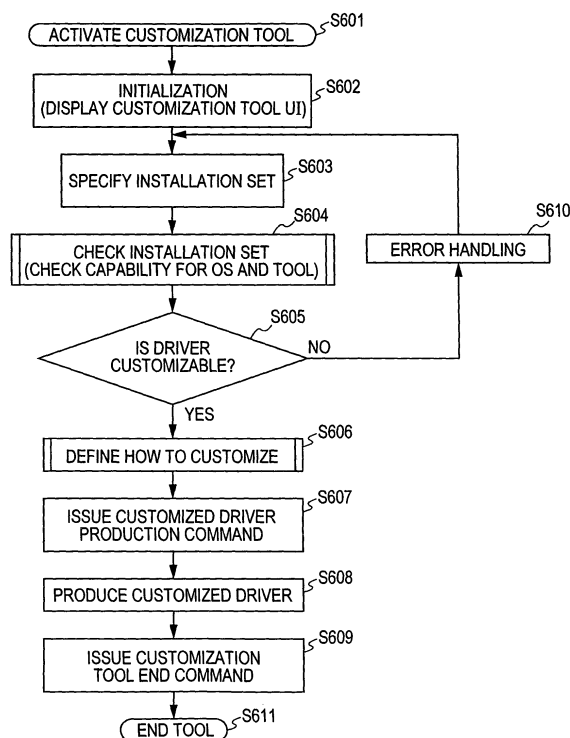 ACTIVATE CUSTOMIZATION TOOL
S601
INITIALIZATION
(DISPLAY CUSTOMIZATION TOOL UI)
S602
SPECIFY INSTALLATION SET
S603
S604
CHECK INSTALLATION SET
(CHECK CAPABILITY FOR OS AND TOOL)
S610
ERROR HANDLING
S605
IS DRIVER
CUSTOMIZABLE?
NO
YES
S606
DEFINE HOW TO CUSTOMIZE
S607
ISSUE CUSTOMIZED DRIVER
PRODUCTION COMMAND
S608
PRODUCE CUSTOMIZED DRIVER
S609
ISSUE CUSTOMIZATION
TOOL END COMMAND
S611
END TOOL